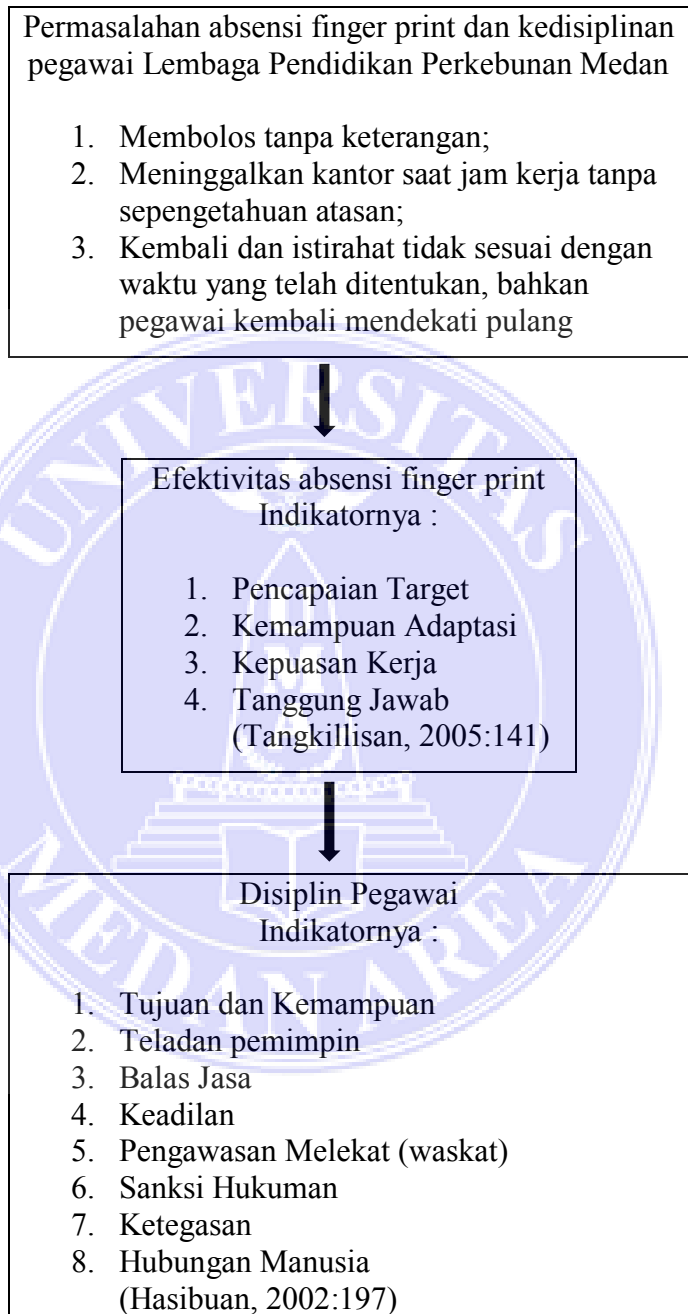 Permasalahan absensi finger print dan kedisiplinan
pegawai Lembaga Pendidikan Perkebunan Medan
1. Membolos tanpa keterangan;
2. Meninggalkan kantor saat jam kerja tanpa
sepengetahuan atasan;
3. Kembali dan istirahat tidak sesuai dengan
waktu yang telah ditentukan, bahkan
pegawai kembali mendekati pulang
UNIVERSITAS
Efektivitas absensi finger print
Indikatornya :
1. Pencapaian Target
2. Kemampuan Adaptasi
3. Kepuasan Kerja
4. Tanggung Jawab
(Tangkillisan, 2005:141)
MEDAN AREA
Disiplin Pegawai
Indikatornya :
1. Tujuan dan Kemampuan
2. Teladan pemimpin
3. Balas Jasa
4. Keadilan
5. Pengawasan Melekat (waskat)
6. Sanksi Hukuman
7. Ketegasan
8. Hubungan Manusia
(Hasibuan, 2002:197)